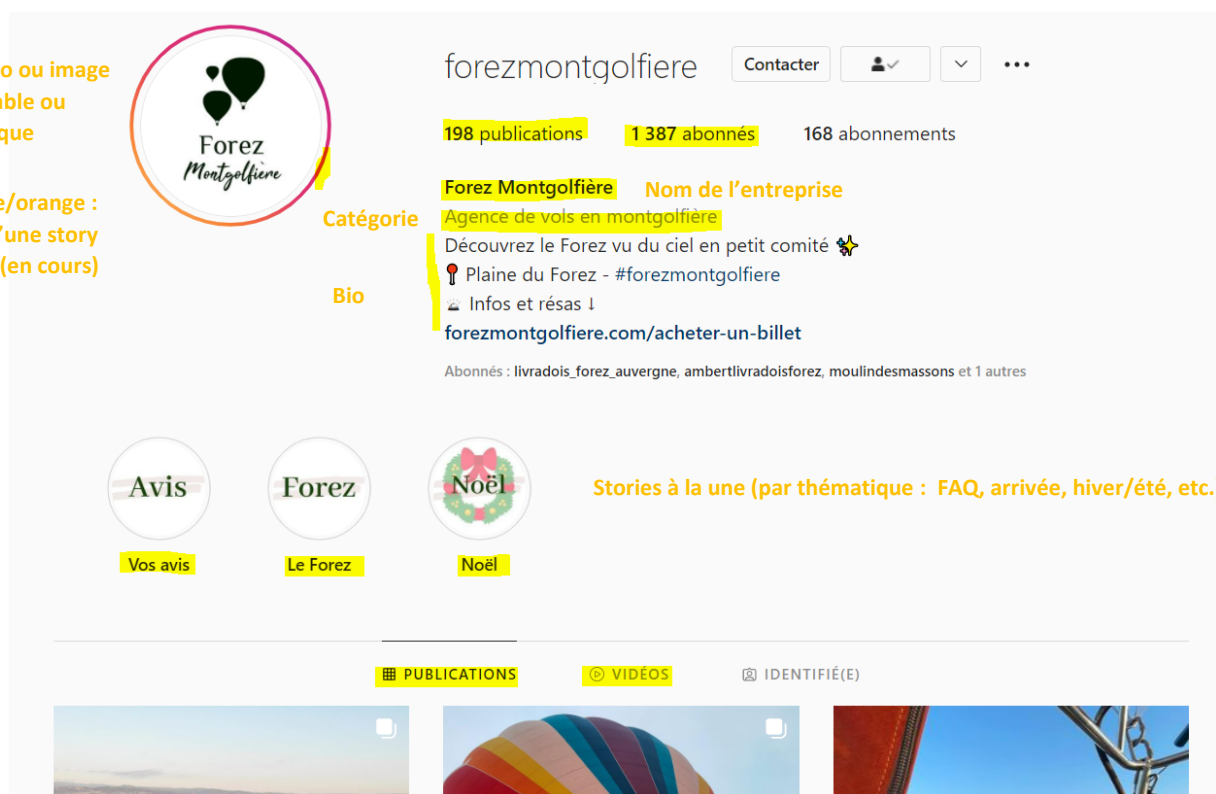 o ou image
able ou
que
e/orange :
'une story
(en cours)
Forez
Montgolfière
forezmontgolfiere
Contacter
198 publications 1 387 abonnés 168 abonnements
Forez Montgolfière Nom de l'entreprise
Catégorie Agence de vols en montgolfière
Découvrez le Forez vu du ciel en petit comité ✨
📍 Plaine du Forez - #forezmontgolfiere
Bio
Infos et résas ↓
forezmontgolfiere.com/acheter-un-billet
Abonnés : livradois_forez_auvergne, ambertlivradoisforez, moulindesmassons et 1 autres
Avis Forez Noël
Stories à la une (par thématique : FAQ, arrivée, hiver/été, etc.
Vos avis Le Forez Noël
PUBLICATIONS VIDÉOS IDENTIFIÉ(E)